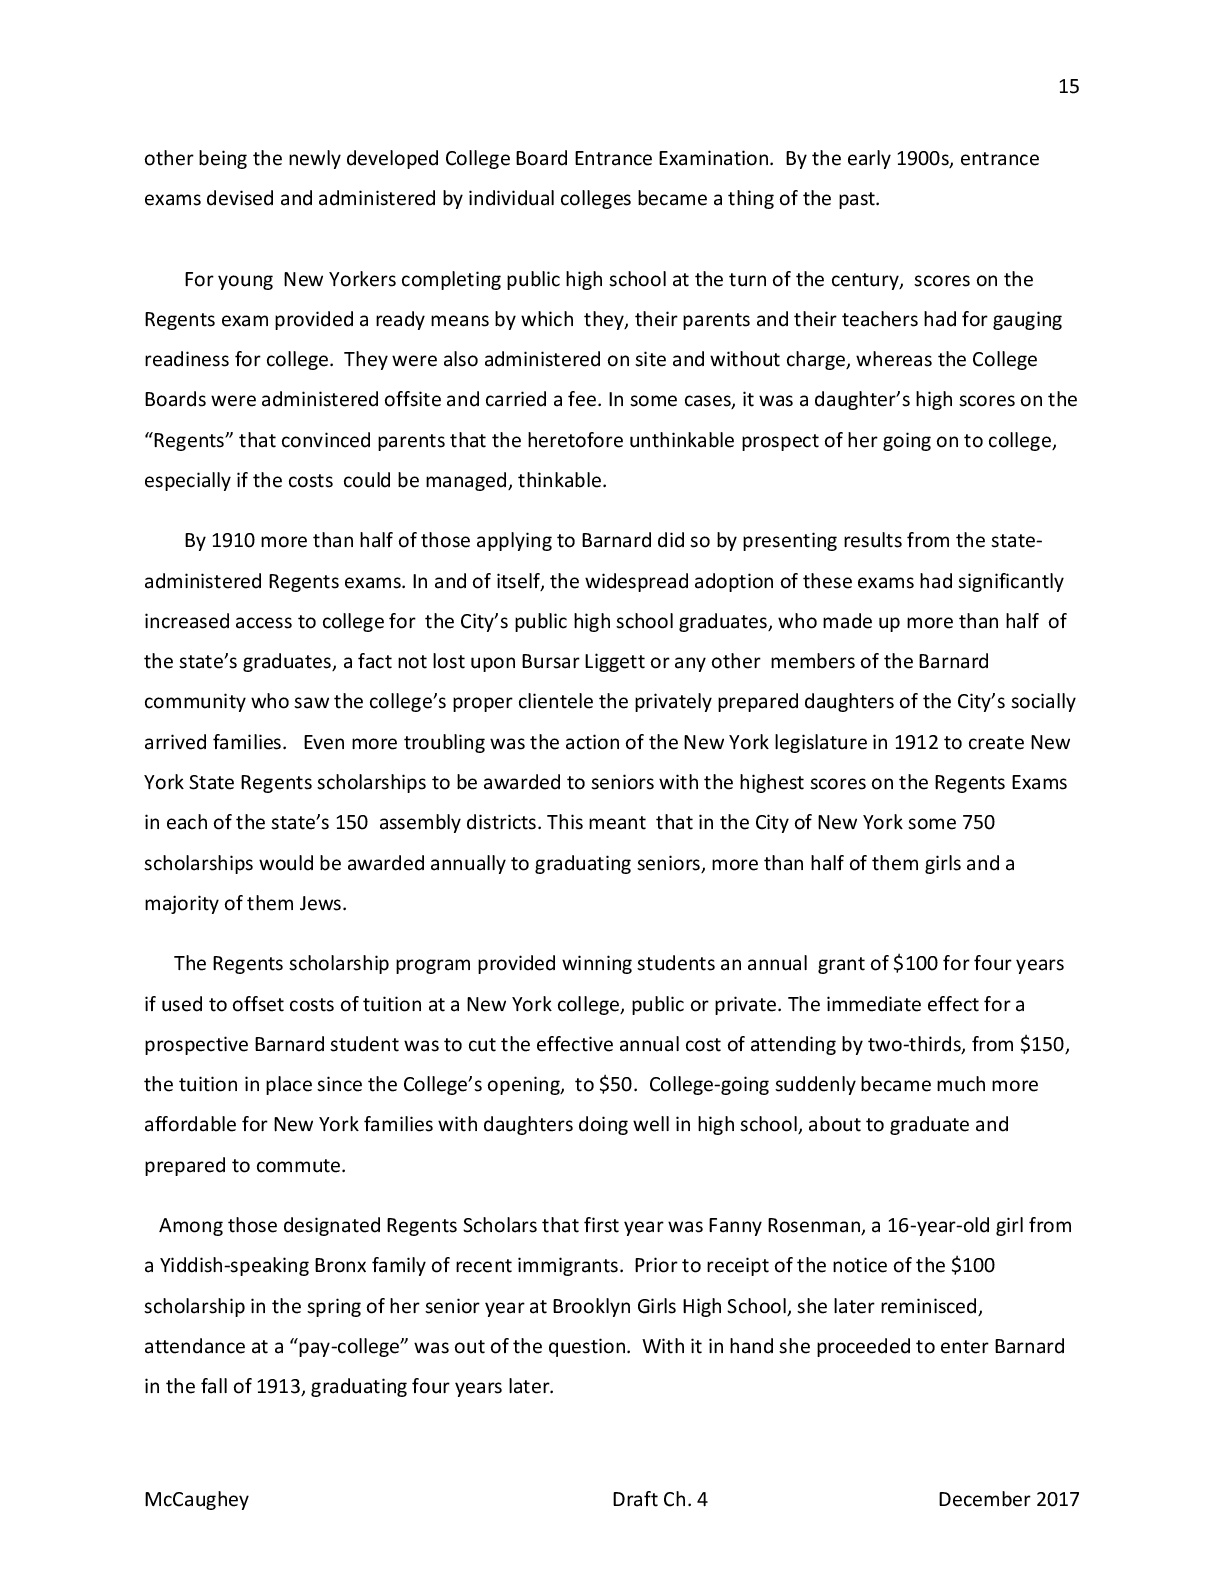 15
other being the newly developed College Board Entrance Examination.  By the early 1900s, entrance
exams devised and administered by individual colleges became a thing of the past.
For young  New Yorkers completing public high school at the turn of the century,  scores on the
Regents exam provided a ready means by which  they, their parents and their teachers had for gauging
readiness for college.  They were also administered on site and without charge, whereas the College
Boards were administered offsite and carried a fee. In some cases, it was a daughter’s high scores on the
“Regents” that convinced parents that the heretofore unthinkable prospect of her going on to college,
especially if the costs  could be managed, thinkable.
By 1910 more than half of those applying to Barnard did so by presenting results from the state-
administered Regents exams. In and of itself, the widespread adoption of these exams had significantly
increased access to college for  the City’s public high school graduates, who made up more than half  of
the state’s graduates, a fact not lost upon Bursar Liggett or any other  members of the Barnard
community who saw the college’s proper clientele the privately prepared daughters of the City’s socially
arrived families.   Even more troubling was the action of the New York legislature in 1912 to create New
York State Regents scholarships to be awarded to seniors with the highest scores on the Regents Exams
in each of the state’s 150  assembly districts. This meant  that in the City of New York some 750
scholarships would be awarded annually to graduating seniors, more than half of them girls and a
majority of them Jews.
The Regents scholarship program provided winning students an annual  grant of $100 for four years
if used to offset costs of tuition at a New York college, public or private. The immediate effect for a
prospective Barnard student was to cut the effective annual cost of attending by two-thirds, from $150,
the tuition in place since the College’s opening,  to $50.  College-going suddenly became much more
affordable for New York families with daughters doing well in high school, about to graduate and
prepared to commute.
Among those designated Regents Scholars that first year was Fanny Rosenman, a 16-year-old girl from
a Yiddish-speaking Bronx family of recent immigrants.  Prior to receipt of the notice of the $100
scholarship in the spring of her senior year at Brooklyn Girls High School, she later reminisced,
attendance at a “pay-college” was out of the question.  With it in hand she proceeded to enter Barnard
in the fall of 1913, graduating four years later.
McCaughey Draft Ch. 4 December 2017